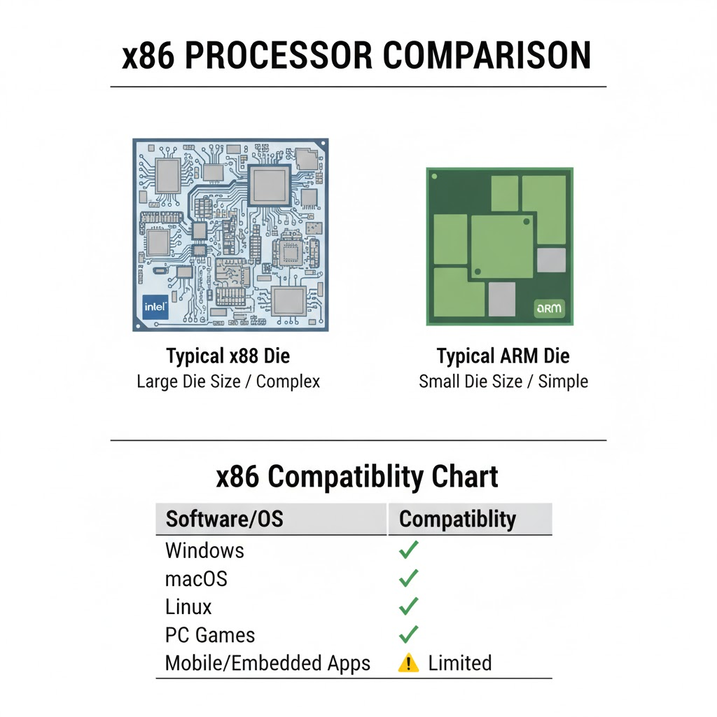 x86 PROCESSOR COMPARISON
intel
arm
Typical x88 Die
Large Die Size / Complex
Typical ARM Die
Small Die Size / Simple
x86 Compatiblity Chart
Software/OS Compatiblity
Windows ✓
macOS ✓
Linux ✓
PC Games ✓
Mobile/Embedded Apps ⚠ Limited